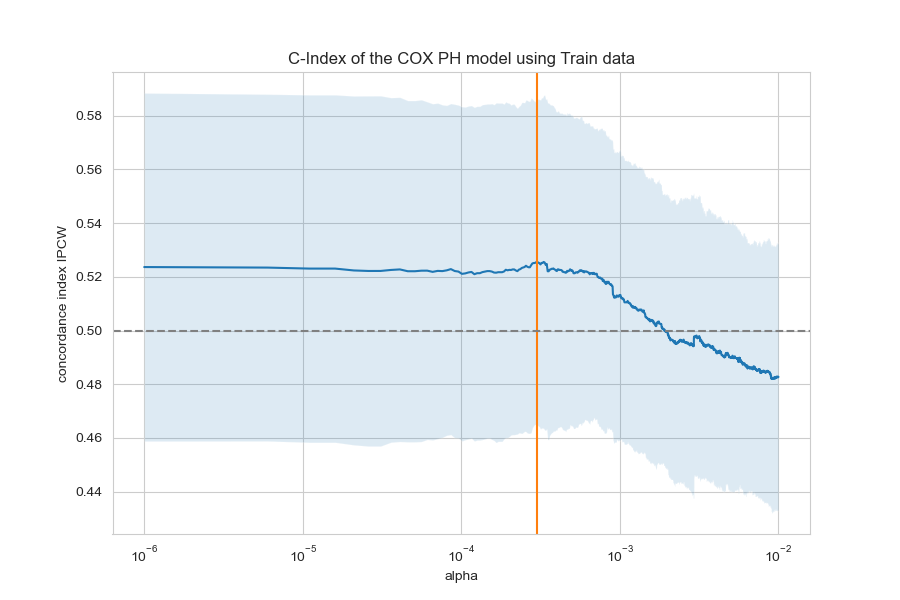 C-Index of the COX PH model using Train data
concordance index IPCW
0.58
0.56
0.54
0.52
0.50
0.48
0.46
0.44
10⁻⁶ 10⁻⁵ 10⁻⁴ 10⁻³ 10⁻²
alpha